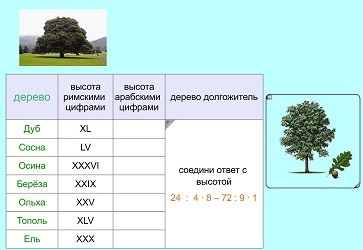 дерево
высота
римскими
цифрами
высота
арабскими
цифрами
дерево долгожитель
Дуб XL
Сосна LV
Осина XXXVI
Берёза XXIX
Ольха XXV
Тополь XLV
Ель XXX
соедини ответ с
высотой
24 : 4 · 8 – 72 : 9 · 1